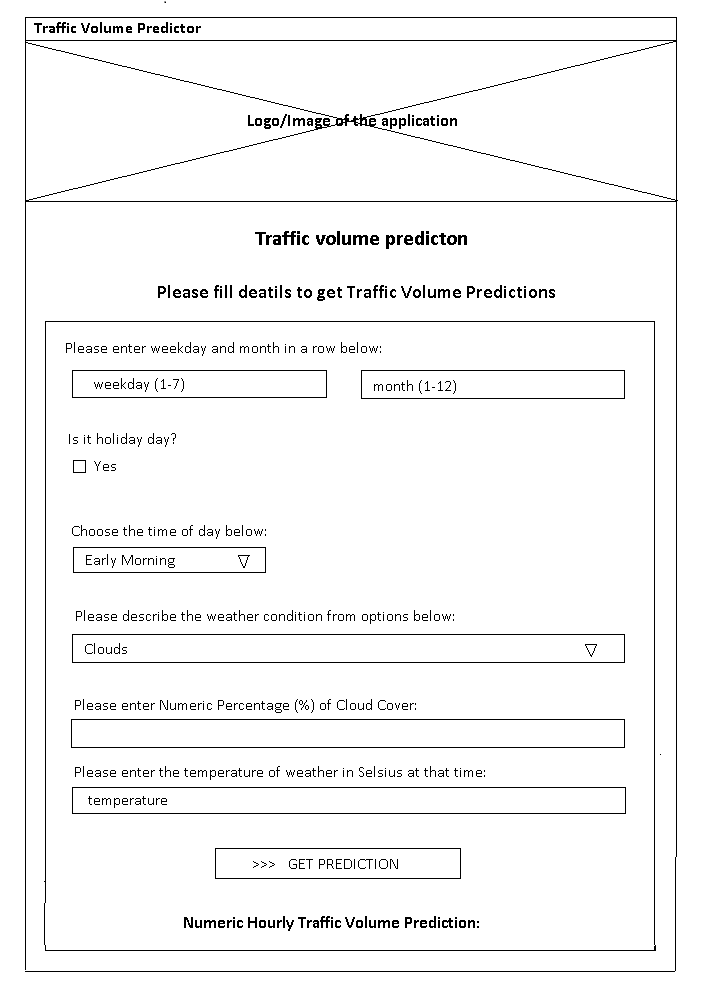 Traffic Volume Predictor
Logo/Image of the application
Traffic volume predicton
Please fill deatils to get Traffic Volume Predictions
Please enter weekday and month in a row below:
weekday (1-7) month (1-12)
Is it holiday day?
Yes
Choose the time of day below:
Early Morning
Please describe the weather condition from options below:
Clouds
Please enter Numeric Percentage (%) of Cloud Cover:
Please enter the temperature of weather in Selsius at that time:
temperature
>>> GET PREDICTION
Numeric Hourly Traffic Volume Prediction: